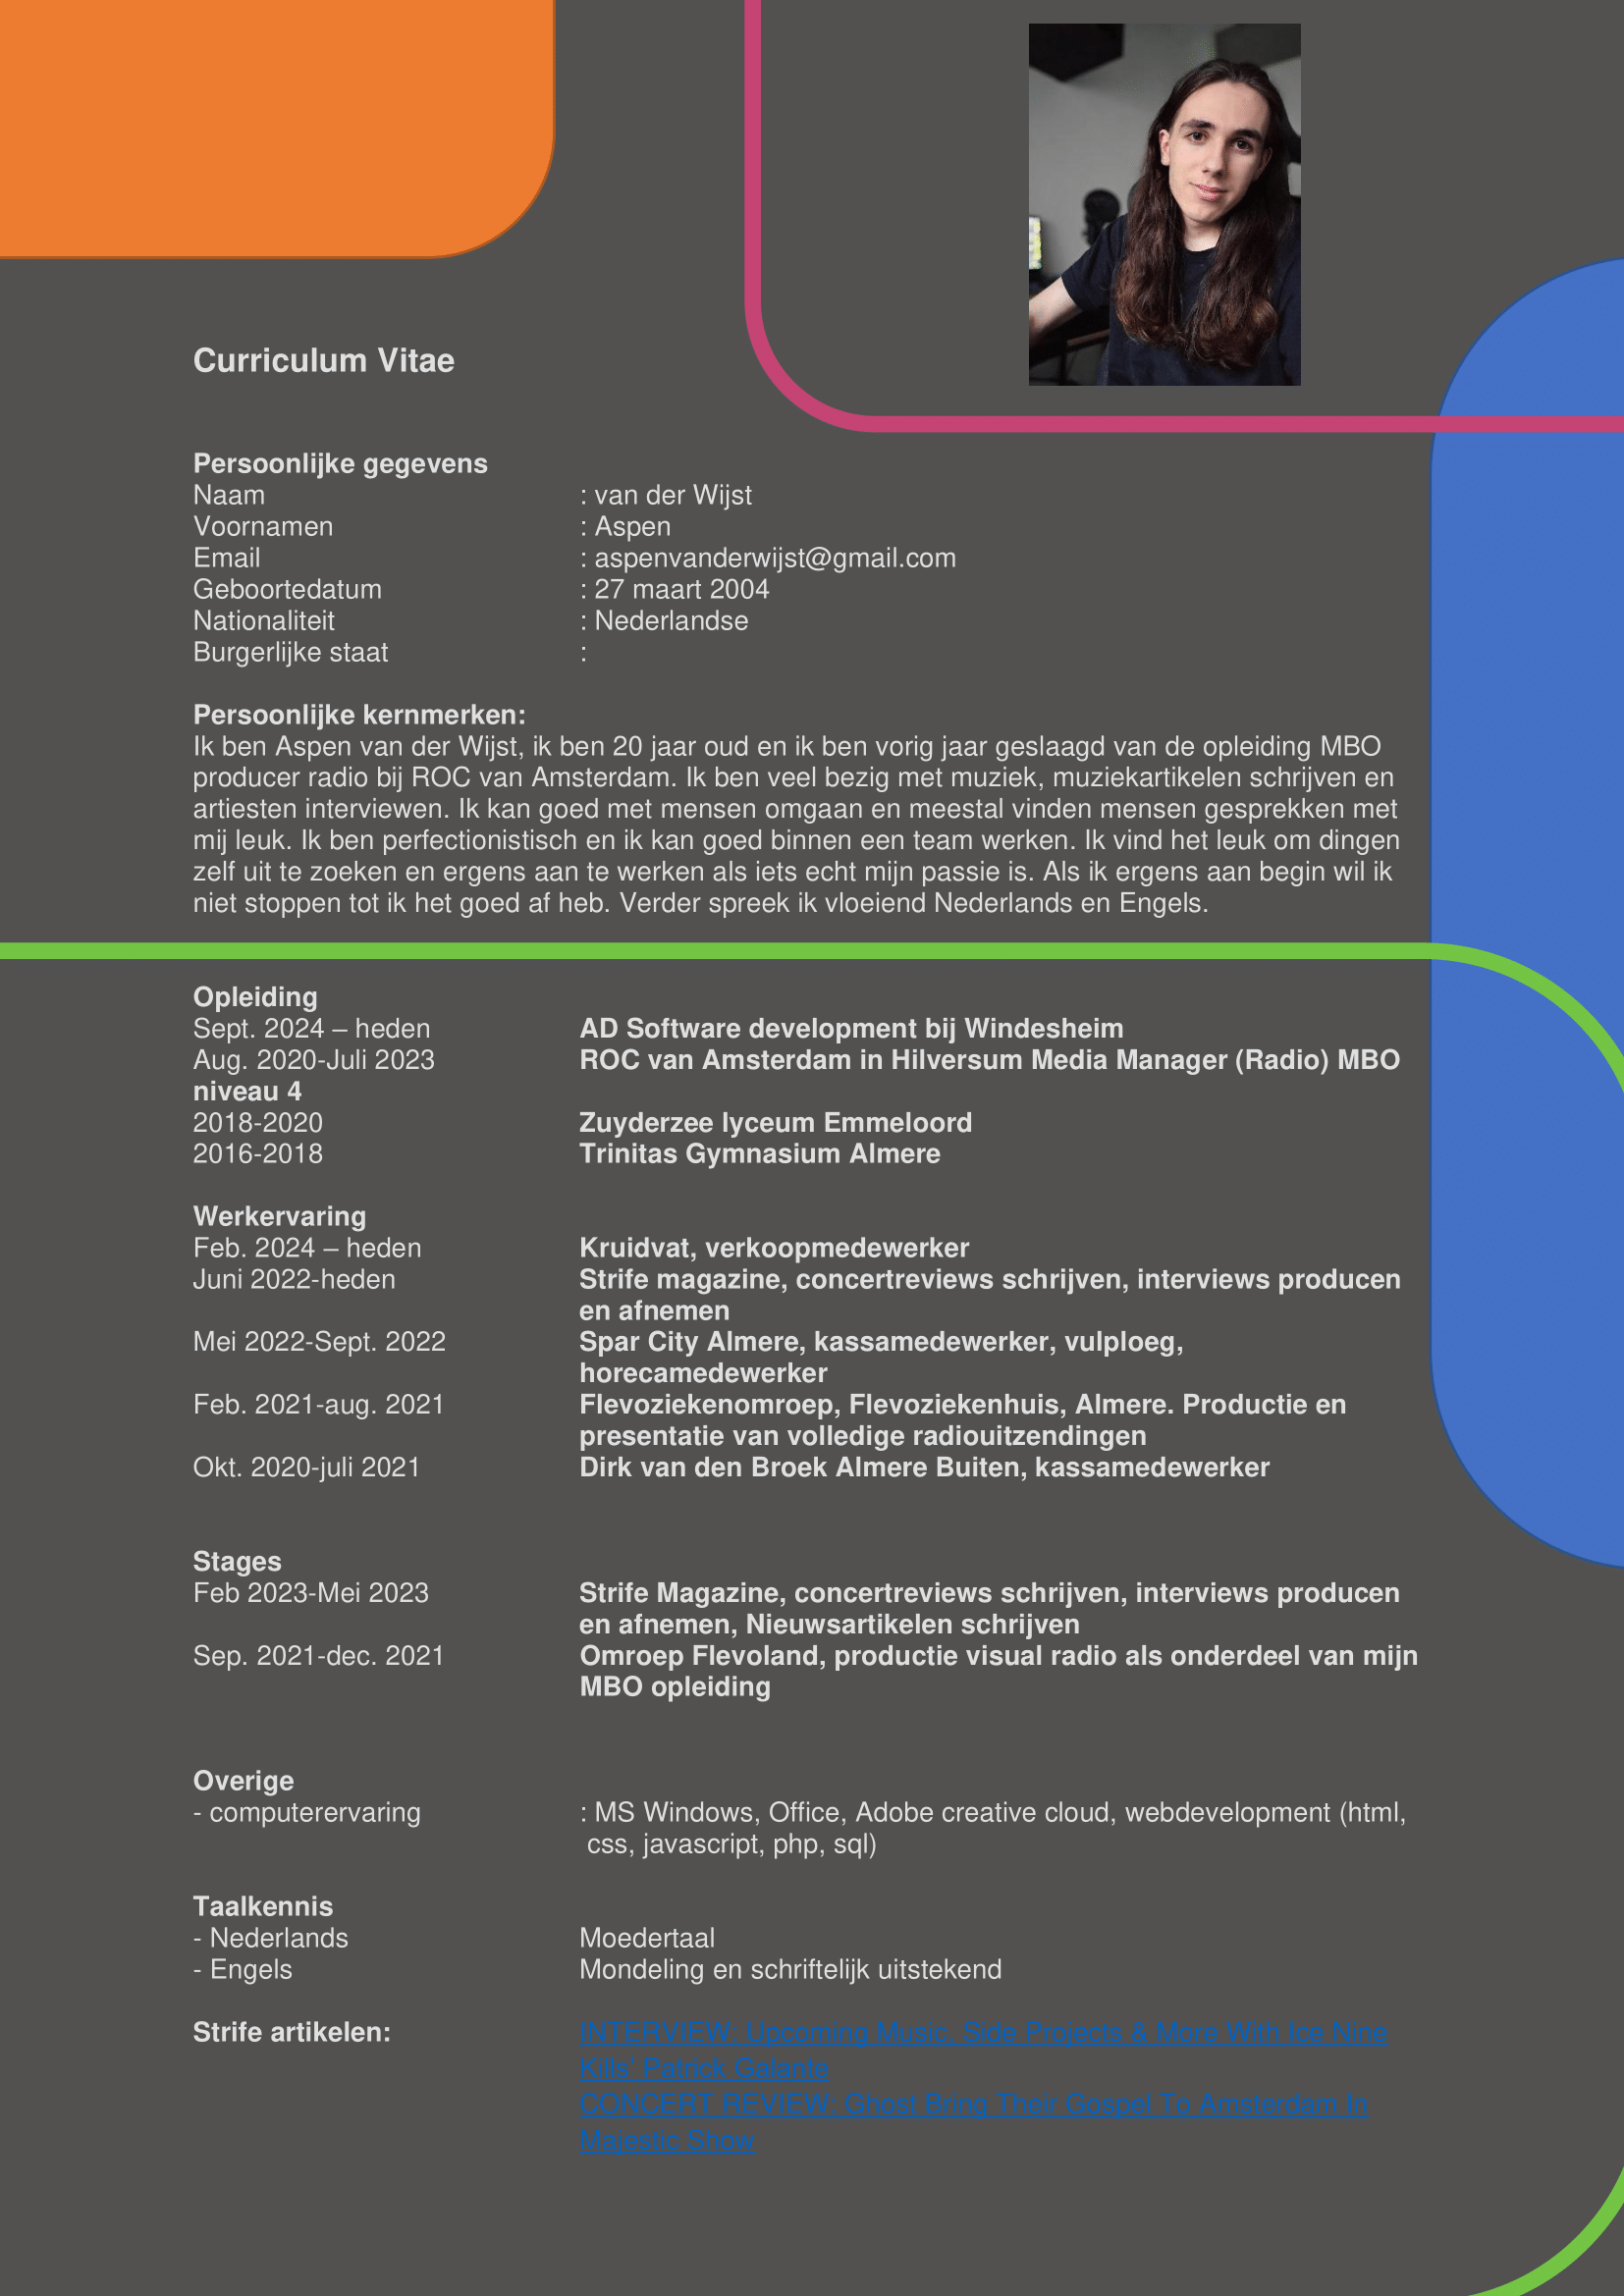 Curriculum Vitae
Persoonlijke gegevens
Naam : van der Wijst
Voornamen : Aspen
Email : aspenvanderwijst@gmail.com
Geboortedatum : 27 maart 2004
Nationaliteit : Nederlandse
Burgerlijke staat :
Persoonlijke kernmerken:
Ik ben Aspen van der Wijst, ik ben 20 jaar oud en ik ben vorig jaar geslaagd van de opleiding MBO
producer radio bij ROC van Amsterdam. Ik ben veel bezig met muziek, muziekartikelen schrijven en
artiesten interviewen. Ik kan goed met mensen omgaan en meestal vinden mensen gesprekken met
mij leuk. Ik ben perfectionistisch en ik kan goed binnen een team werken. Ik vind het leuk om dingen
zelf uit te zoeken en ergens aan te werken als iets echt mijn passie is. Als ik ergens aan begin wil ik
niet stoppen tot ik het goed af heb. Verder spreek ik vloeiend Nederlands en Engels.
Opleiding
Sept. 2024 – heden AD Software development bij Windesheim
Aug. 2020-Juli 2023 ROC van Amsterdam in Hilversum Media Manager (Radio) MBO
niveau 4
2018-2020 Zuyderzee lyceum Emmeloord
2016-2018 Trinitas Gymnasium Almere
Werkervaring
Feb. 2024 – heden Kruidvat, verkoopmedewerker
Juni 2022-heden Strife magazine, concertreviews schrijven, interviews producen
en afnemen
Mei 2022-Sept. 2022 Spar City Almere, kassamedewerker, vulploeg,
horecamedewerker
Feb. 2021-aug. 2021 Flevoziekenomroep, Flevoziekenhuis, Almere. Productie en
presentatie van volledige radiouitzendingen
Okt. 2020-juli 2021 Dirk van den Broek Almere Buiten, kassamedewerker
Stages
Feb 2023-Mei 2023 Strife Magazine, concertreviews schrijven, interviews producen
en afnemen, Nieuwsartikelen schrijven
Sep. 2021-dec. 2021 Omroep Flevoland, productie visual radio als onderdeel van mijn
MBO opleiding
Overige
- computerervaring : MS Windows, Office, Adobe creative cloud, webdevelopment (html,
css, javascript, php, sql)
Taalkennis
- Nederlands Moedertaal
- Engels Mondeling en schriftelijk uitstekend
Strife artikelen: INTERVIEW: Upcoming Music, Side Projects & More With Ice Nine
Kills' Patrick Galante
CONCERT REVIEW: Ghost Bring Their Gospel To Amsterdam In
Majestic Show